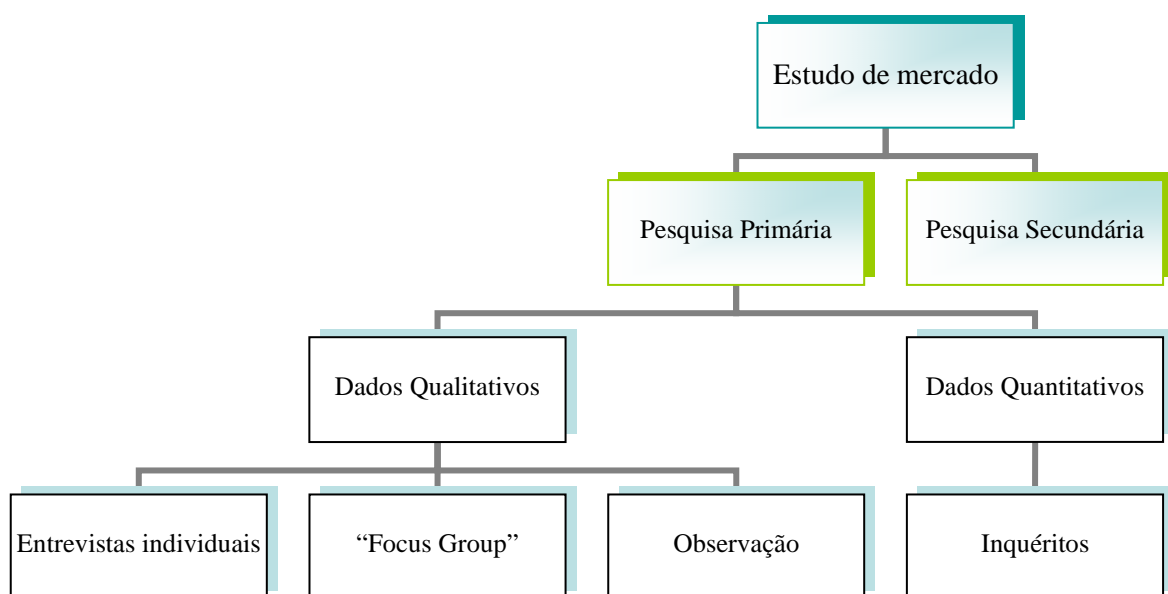 Estudo de mercado
Pesquisa Primária
Pesquisa Secundária
Dados Qualitativos
Dados Quantitativos
Entrevistas individuais
“Focus Group”
Observação
Inquéritos